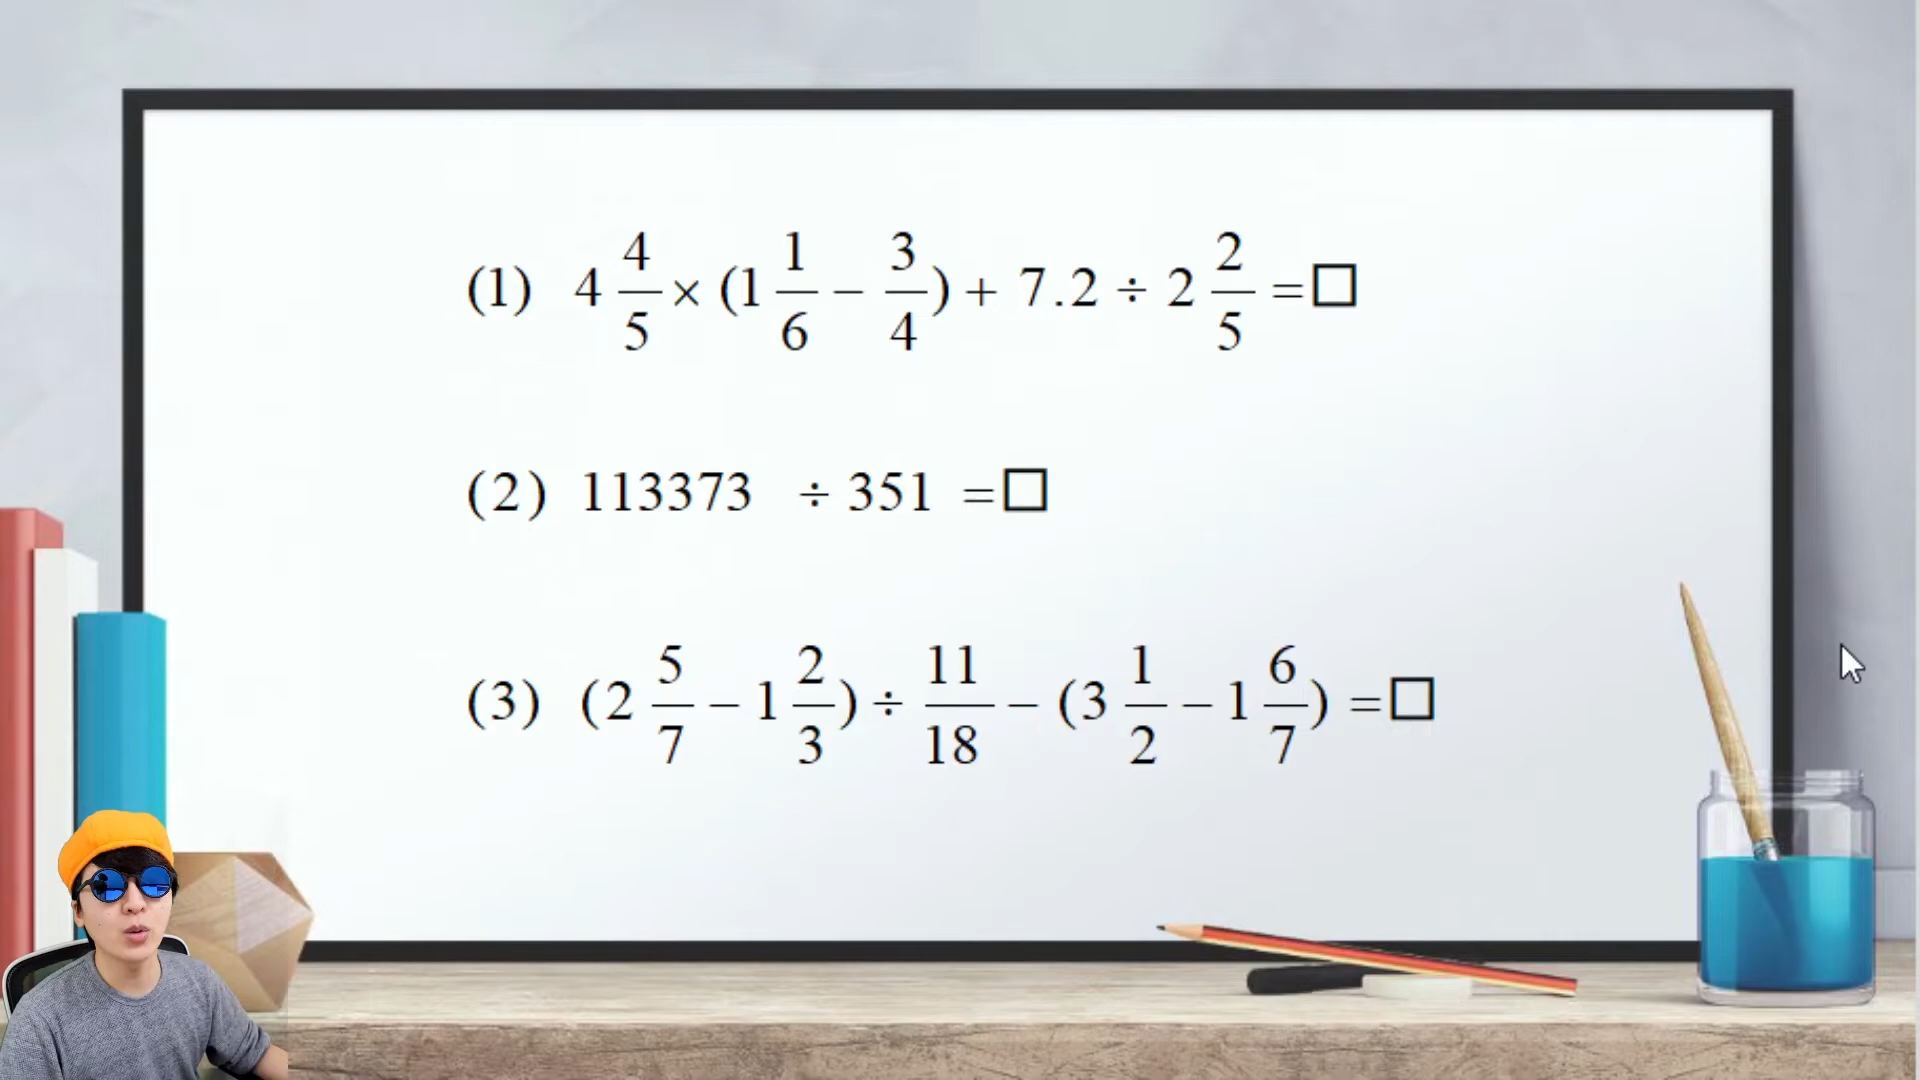 (1) 4 4/5 × (1 1/6 − 3/4) + 7.2 ÷ 2 2/5 = □
(2) 113373 ÷ 351 = □
(3) (2 5/7 − 1 2/3) ÷ 11/18 − (3 1/2 − 1 6/7) = □